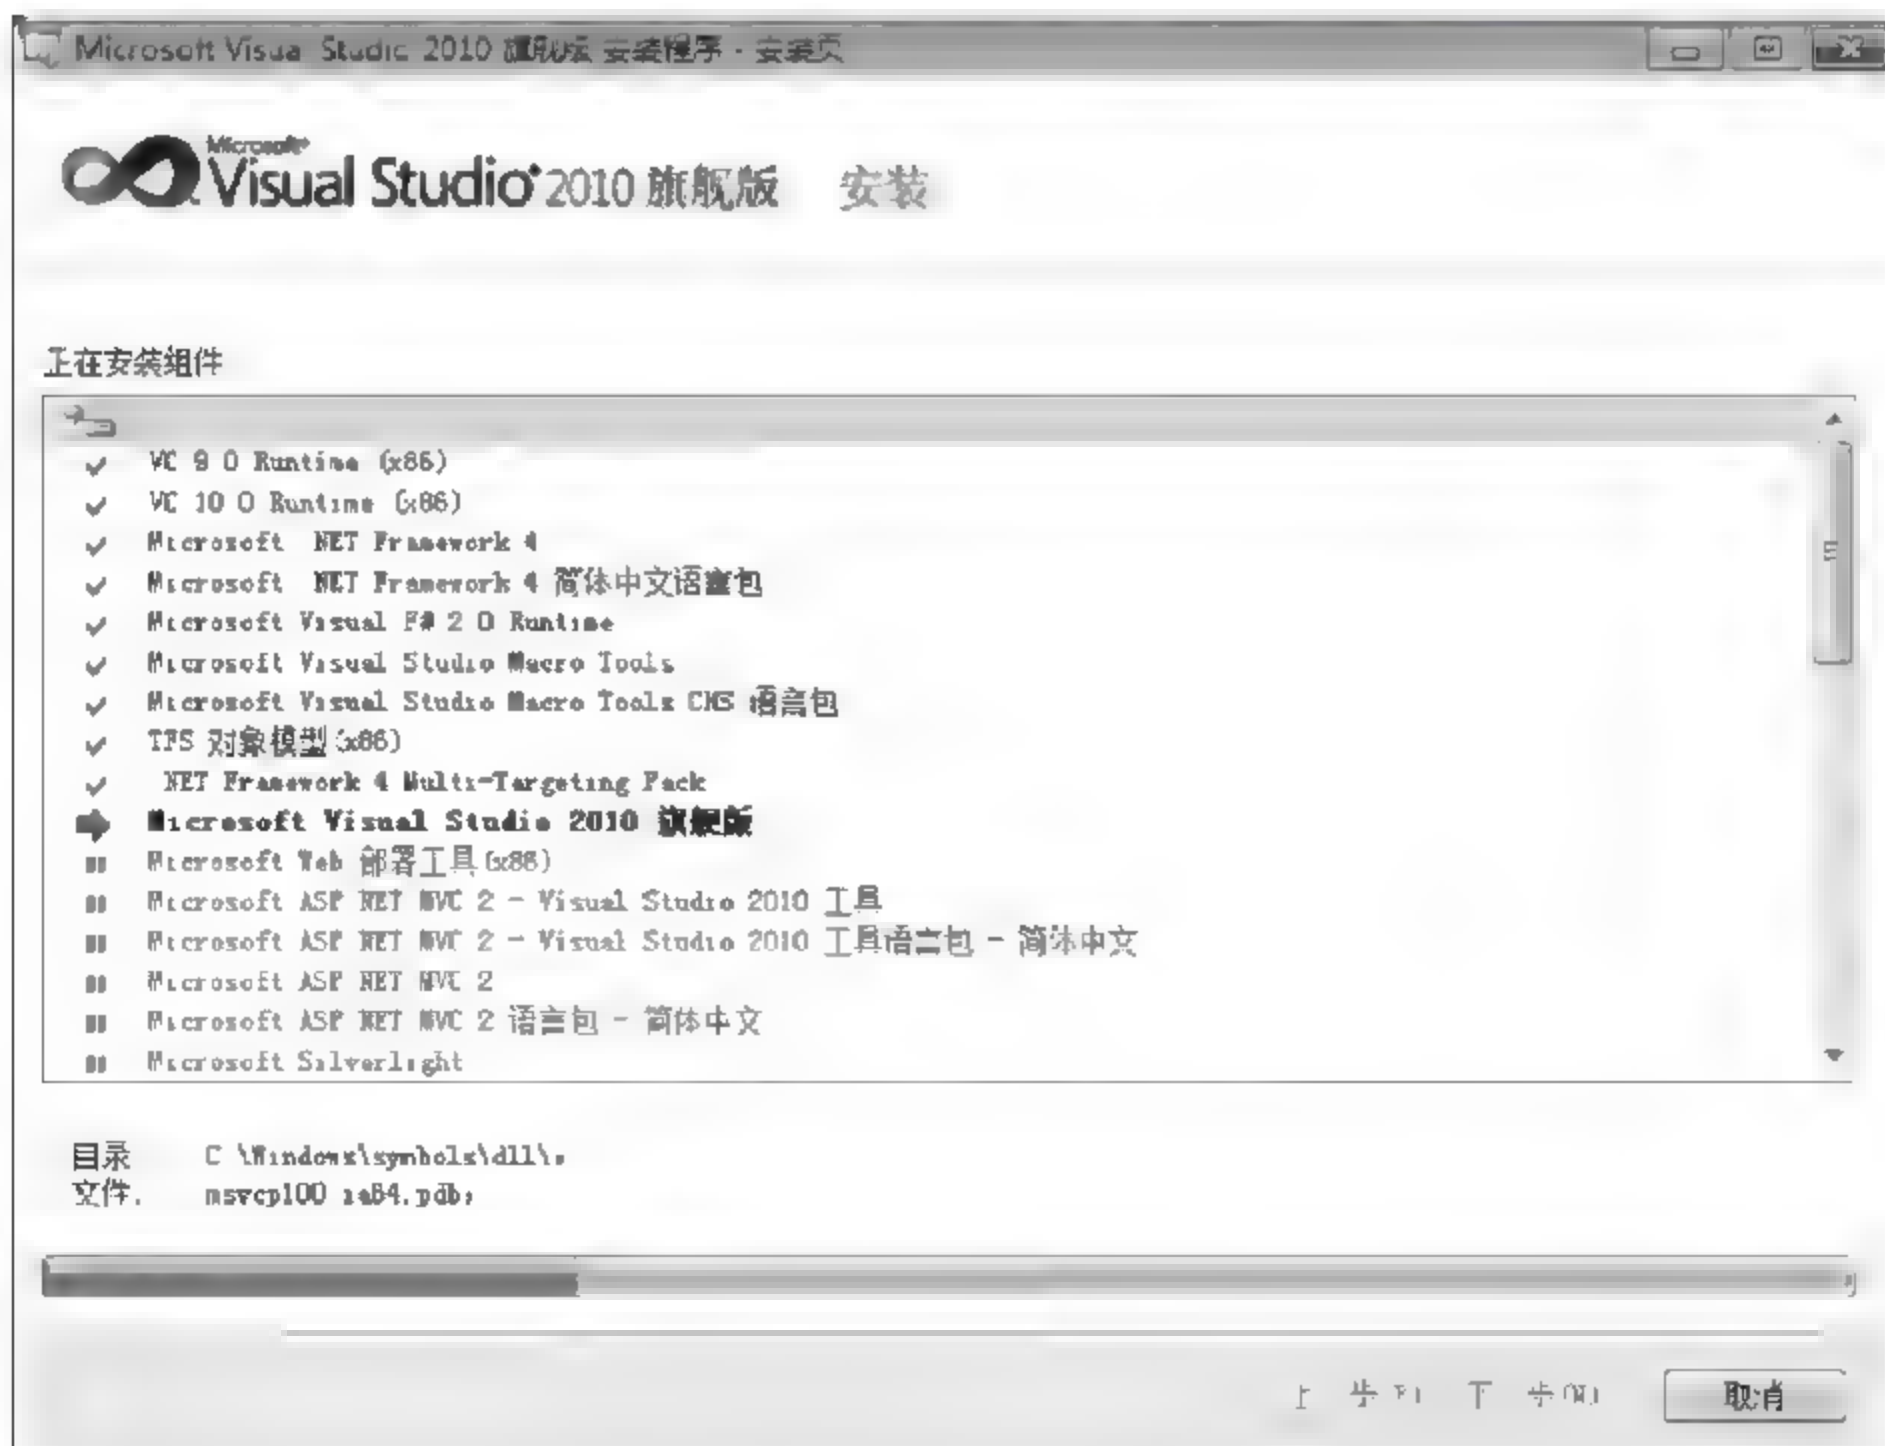 Microsoft Visual Studio 2010 旗舰版 安装程序 - 安装页
Microsoft
Visual Studio 2010 旗舰版 安装
正在安装组件
VC 9 0 Runtime (x86)
VC 10 0 Runtime (x86)
Microsoft NET Framework 4
Microsoft NET Framework 4 简体中文语言包
Microsoft Visual F# 2 0 Runtime
Microsoft Visual Studio Macro Tools
Microsoft Visual Studio Macro Tools CHS 语言包
TFS 对象模型 (x86)
NET Framework 4 Multi-Targeting Pack
Microsoft Visual Studio 2010 旗舰版
Microsoft Web 部署工具 (x86)
Microsoft ASP NET MVC 2 - Visual Studio 2010 工具
Microsoft ASP NET MVC 2 - Visual Studio 2010 工具语言包 - 简体中文
Microsoft ASP NET MVC 2
Microsoft ASP NET MVC 2 语言包 - 简体中文
Microsoft Silverlight
目录 C \Windows\symbols\dll\,
文件. msvcp100 ia64.pdb,
上 步(P) 下 步(N) 取消